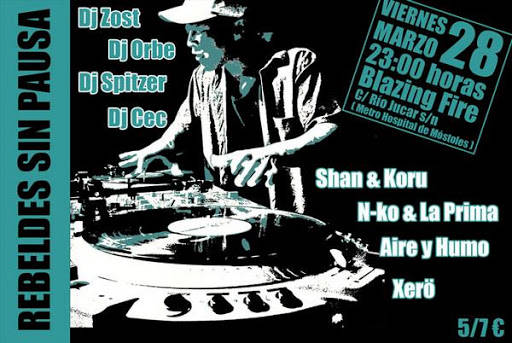 REBELDES SIN PAUSA
Dj Zost
Dj Orbe
Dj Spitzer
Dj Cec
VIERNES 28
MARZO
23:00 horas
Blazing Fire
C/ Río Jucar s/n
( Metro Hospital de Móstoles )
Shan & Koru
N-ko & La Prima
Aire y Humo
Xerö
5/7 €